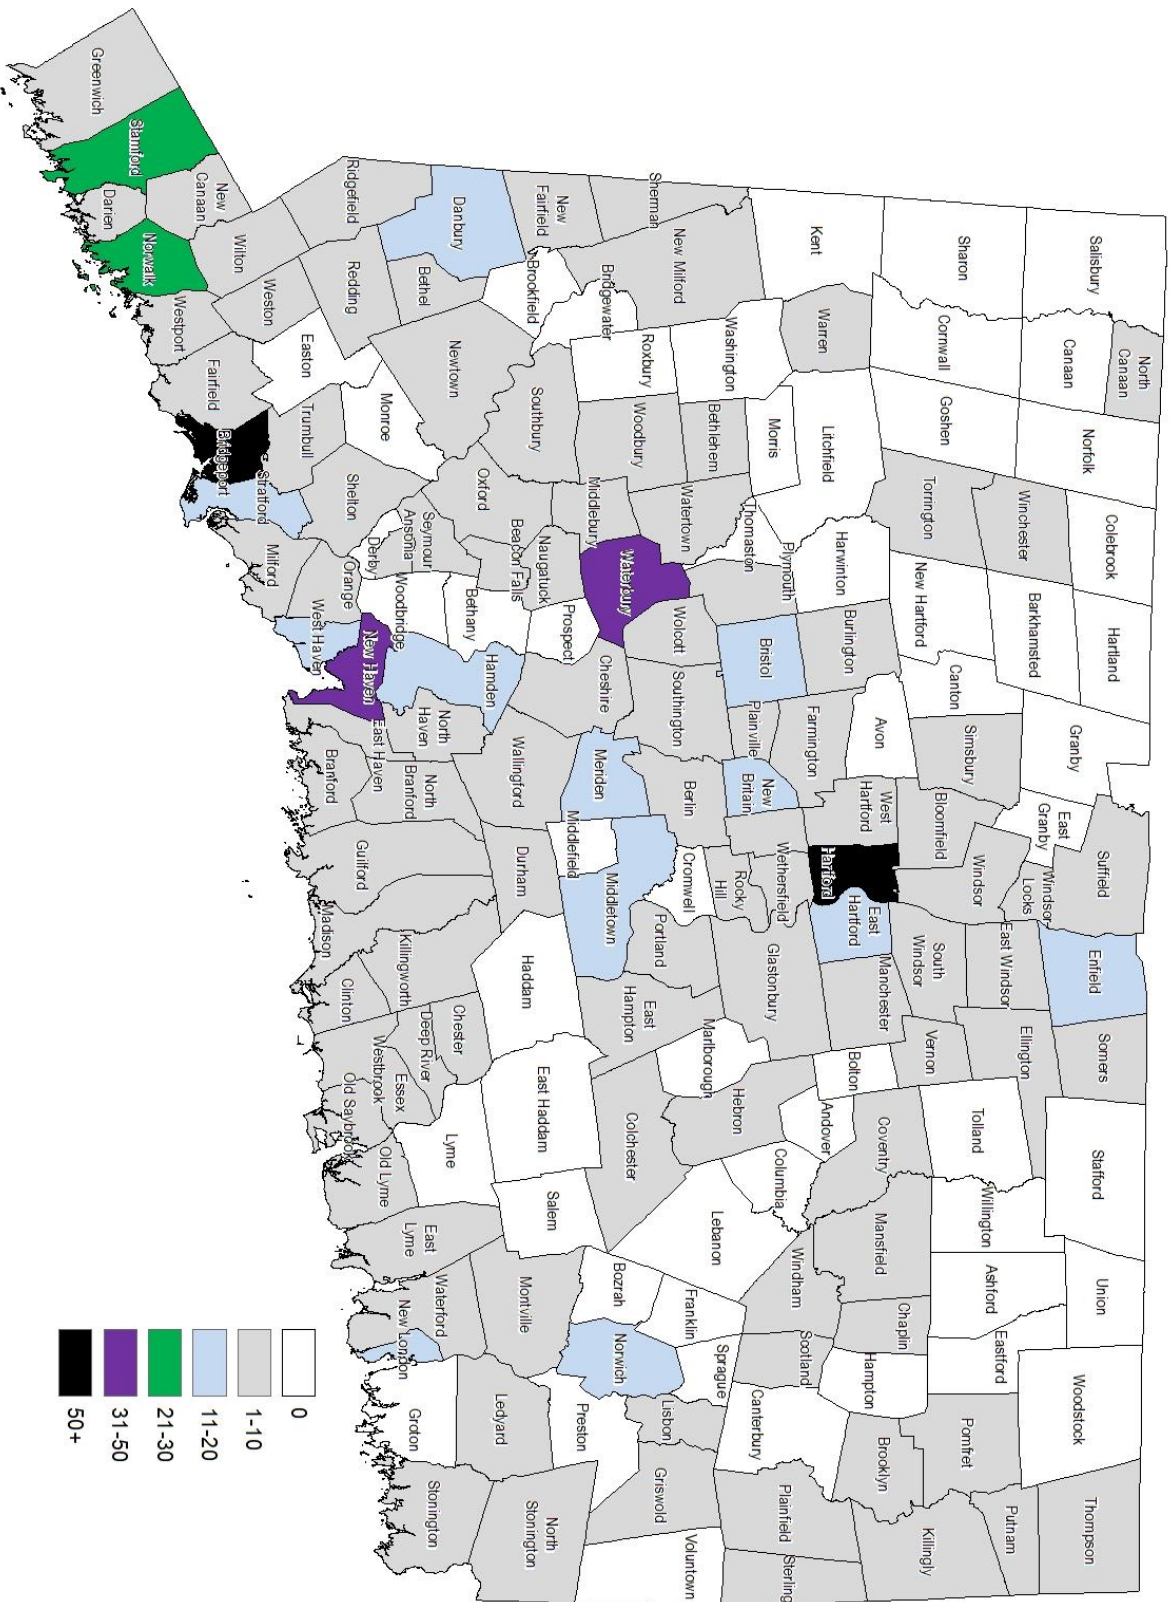 Salisbury
North
Canaan
Canaan
Norfolk
Colebrook
Hartland
Granby
East
Granby
Suffield
Windsor
Locks
Enfield
Somers
Stafford
Union
Woodstock
Thompson
Sharon
Cornwall
Goshen
Winchester
Torrington
Barkhamsted
New Hartford
Canton
Simsbury
Bloomfield
Windsor
East Windsor
South
Windsor
Ellington
Vernon
Tolland
Willington
Ashford
Eastford
Pomfret
Putnam
Killingly
Kent
Warren
Litchfield
Morris
Harwinton
Burlington
Avon
Farmington
West
Hartford
Hartford
East
Hartford
Manchester
Bolton
Andover
Coventry
Columbia
Mansfield
Windham
Chaplin
Scotland
Hampton
Brooklyn
Canterbury
Plainfield
Sterling
Sherman
New Milford
Washington
Bethlehem
Watertown
Thomaston
Plymouth
Bristol
Plainville
New
Britain
Wethersfield
Rocky
Hill
Glastonbury
Marlborough
Hebron
Lebanon
Franklin
Sprague
Lisbon
Griswold
Voluntown
New
Fairfield
Brookfield
Bridgewater
Roxbury
Woodbury
Middlebury
Waterbury
Wolcott
Southington
Berlin
Cromwell
Portland
East
Hampton
Colchester
Bozrah
Norwich
Preston
Danbury
Bethel
Newtown
Southbury
Oxford
Beacon Falls
Naugatuck
Prospect
Cheshire
Meriden
Middlefield
Middletown
Haddam
East Haddam
Salem
Montville
Ledyard
North
Stonington
Ridgefield
Redding
Easton
Monroe
Shelton
Seymour
Ansonia
Derby
Woodbridge
Bethany
Hamden
North
Haven
Wallingford
Durham
Killingworth
Chester
Deep River
Essex
Westbrook
Lyme
Old Lyme
East
Lyme
Waterford
New London
Groton
Stonington
Greenwich
Stamford
New
Canaan
Darien
Norwalk
Wilton
Weston
Westport
Fairfield
Trumbull
Bridgeport
Stratford
Milford
Orange
West Haven
New Haven
East Haven
Branford
North
Branford
Guilford
Madison
Clinton
Old Saybrook
0
1-10
11-20
21-30
31-50
50+